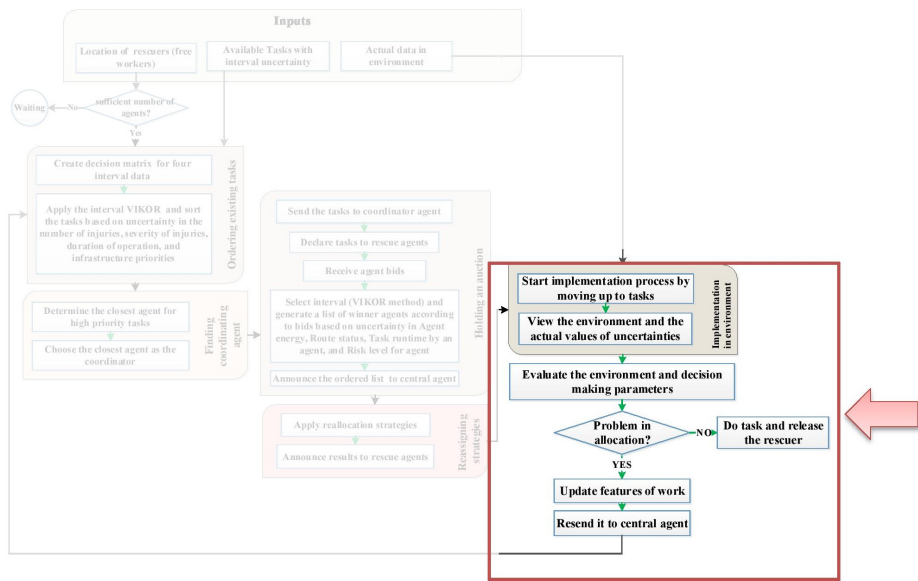 Inputs
Location of rescuers (free
workers)
Available Tasks with
interval uncertainty
Actual data in
environment
Waiting
No
sufficient number of
agents?
Yes
Create decision matrix for four
interval data
Apply the interval VIKOR and sort
the tasks based on uncertainty in the
number of injuries, severity of injuries,
duration of operation, and
infrastructure priorities
Ordering existing tasks
Determine the closest agent for
high priority tasks
Choose the closest agent as the
coordinator
Finding
coordinating
agent
Send the tasks to coordinator agent
Declare tasks to rescue agents
Receive agent bids
Select interval (VIKOR method) and
generate a list of winner agents according
to bids based on uncertainty in Agent
energy, Route status, Task runtime by an
agent, and Risk level for agent
Announce the ordered list to central agent
Holding an auction
Apply reallocation strategies
Announce results to rescue agents
Reassigning
strategies
Start implementation process by
moving up to tasks
View the environment and the
actual values of uncertainties
Implementation
in environment
Evaluate the environment and decision
making parameters
Problem in
allocation?
NO
Do task and release
the rescuer
YES
Update features of work
Resend it to central agent